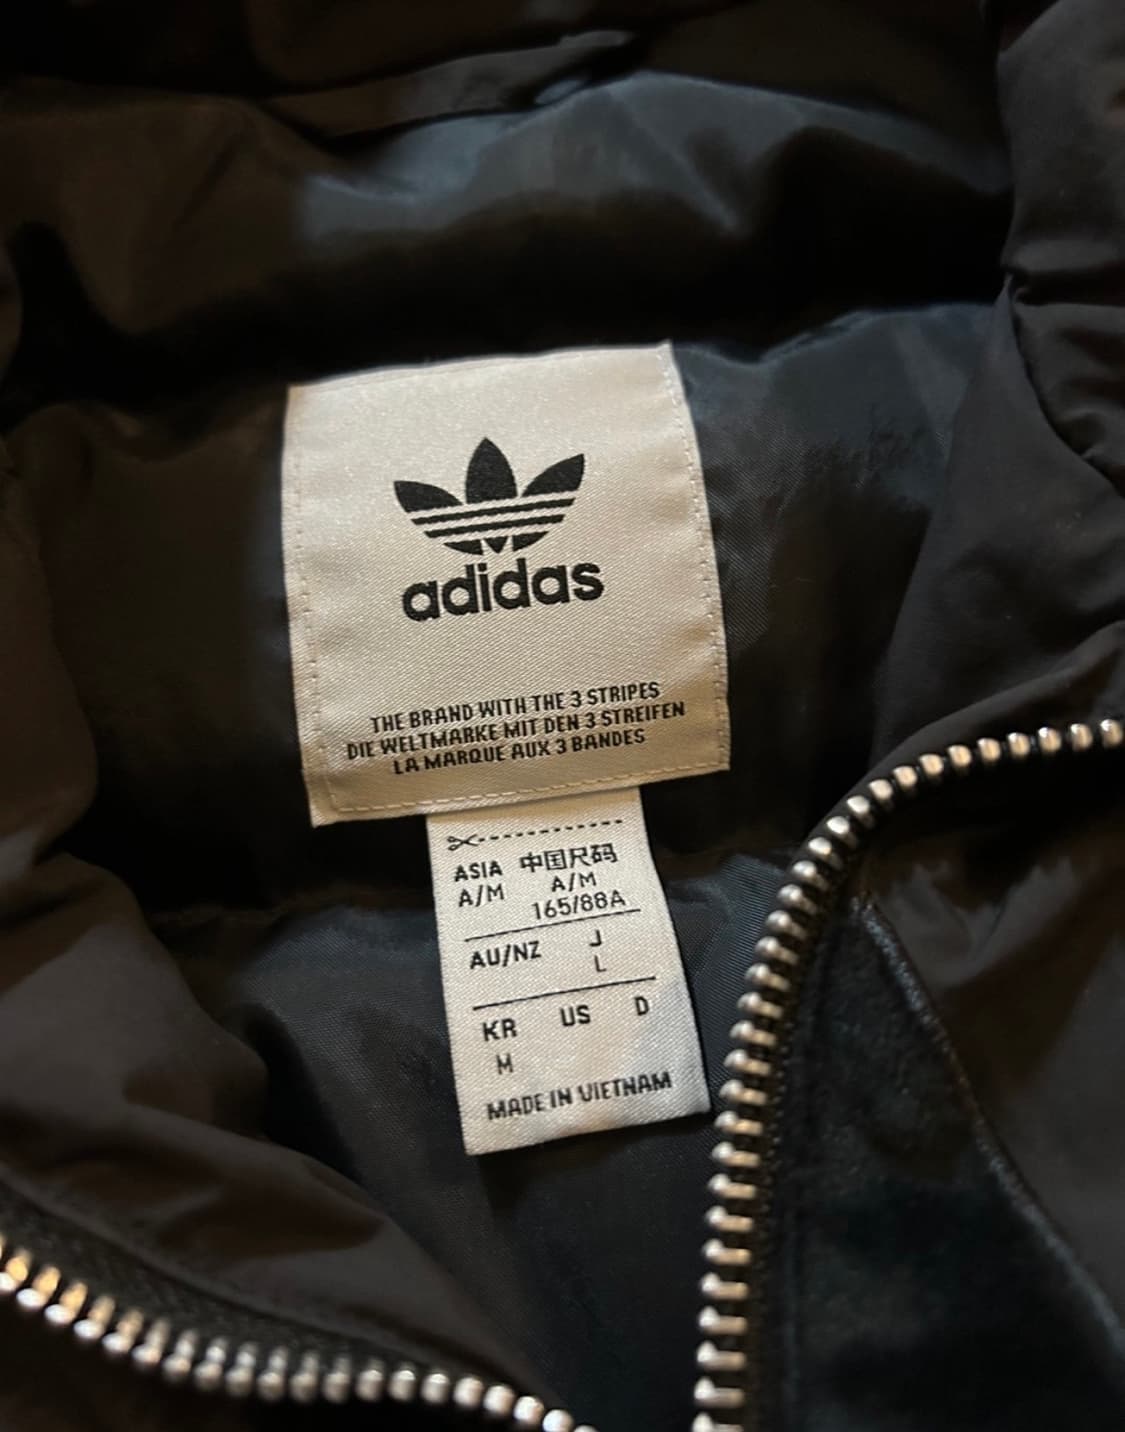 adidas
THE BRAND WITH THE 3 STRIPES
DIE WELTMARKE MIT DEN 3 STREIFEN
LA MARQUE AUX 3 BANDES
ASIA 中国尺码
A/M A/M
165/88A
AU/NZ J
L
KR US D
M
MADE IN VIETNAM